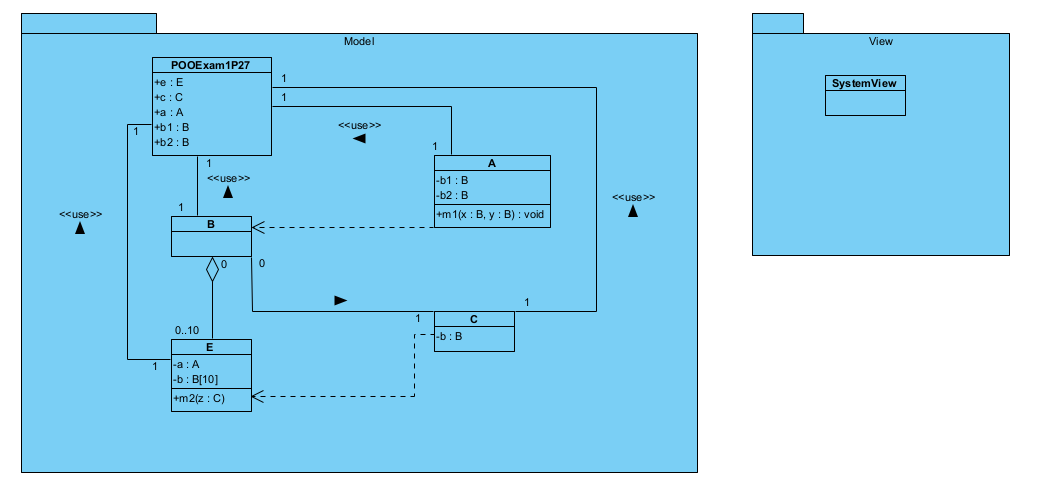 Model
View
POOExam1P27
+e : E
+c : C
+a : A
+b1 : B
+b2 : B
1
1
1
1
<<use>>
<<use>>
<<use>>
<<use>>
SystemView
1
A
-b1 : B
-b2 : B
+m1(x : B, y : B) : void
1
B
0
0
1
1
C
-b : B
0..10
1
E
-a : A
-b : B[10]
+m2(z : C)